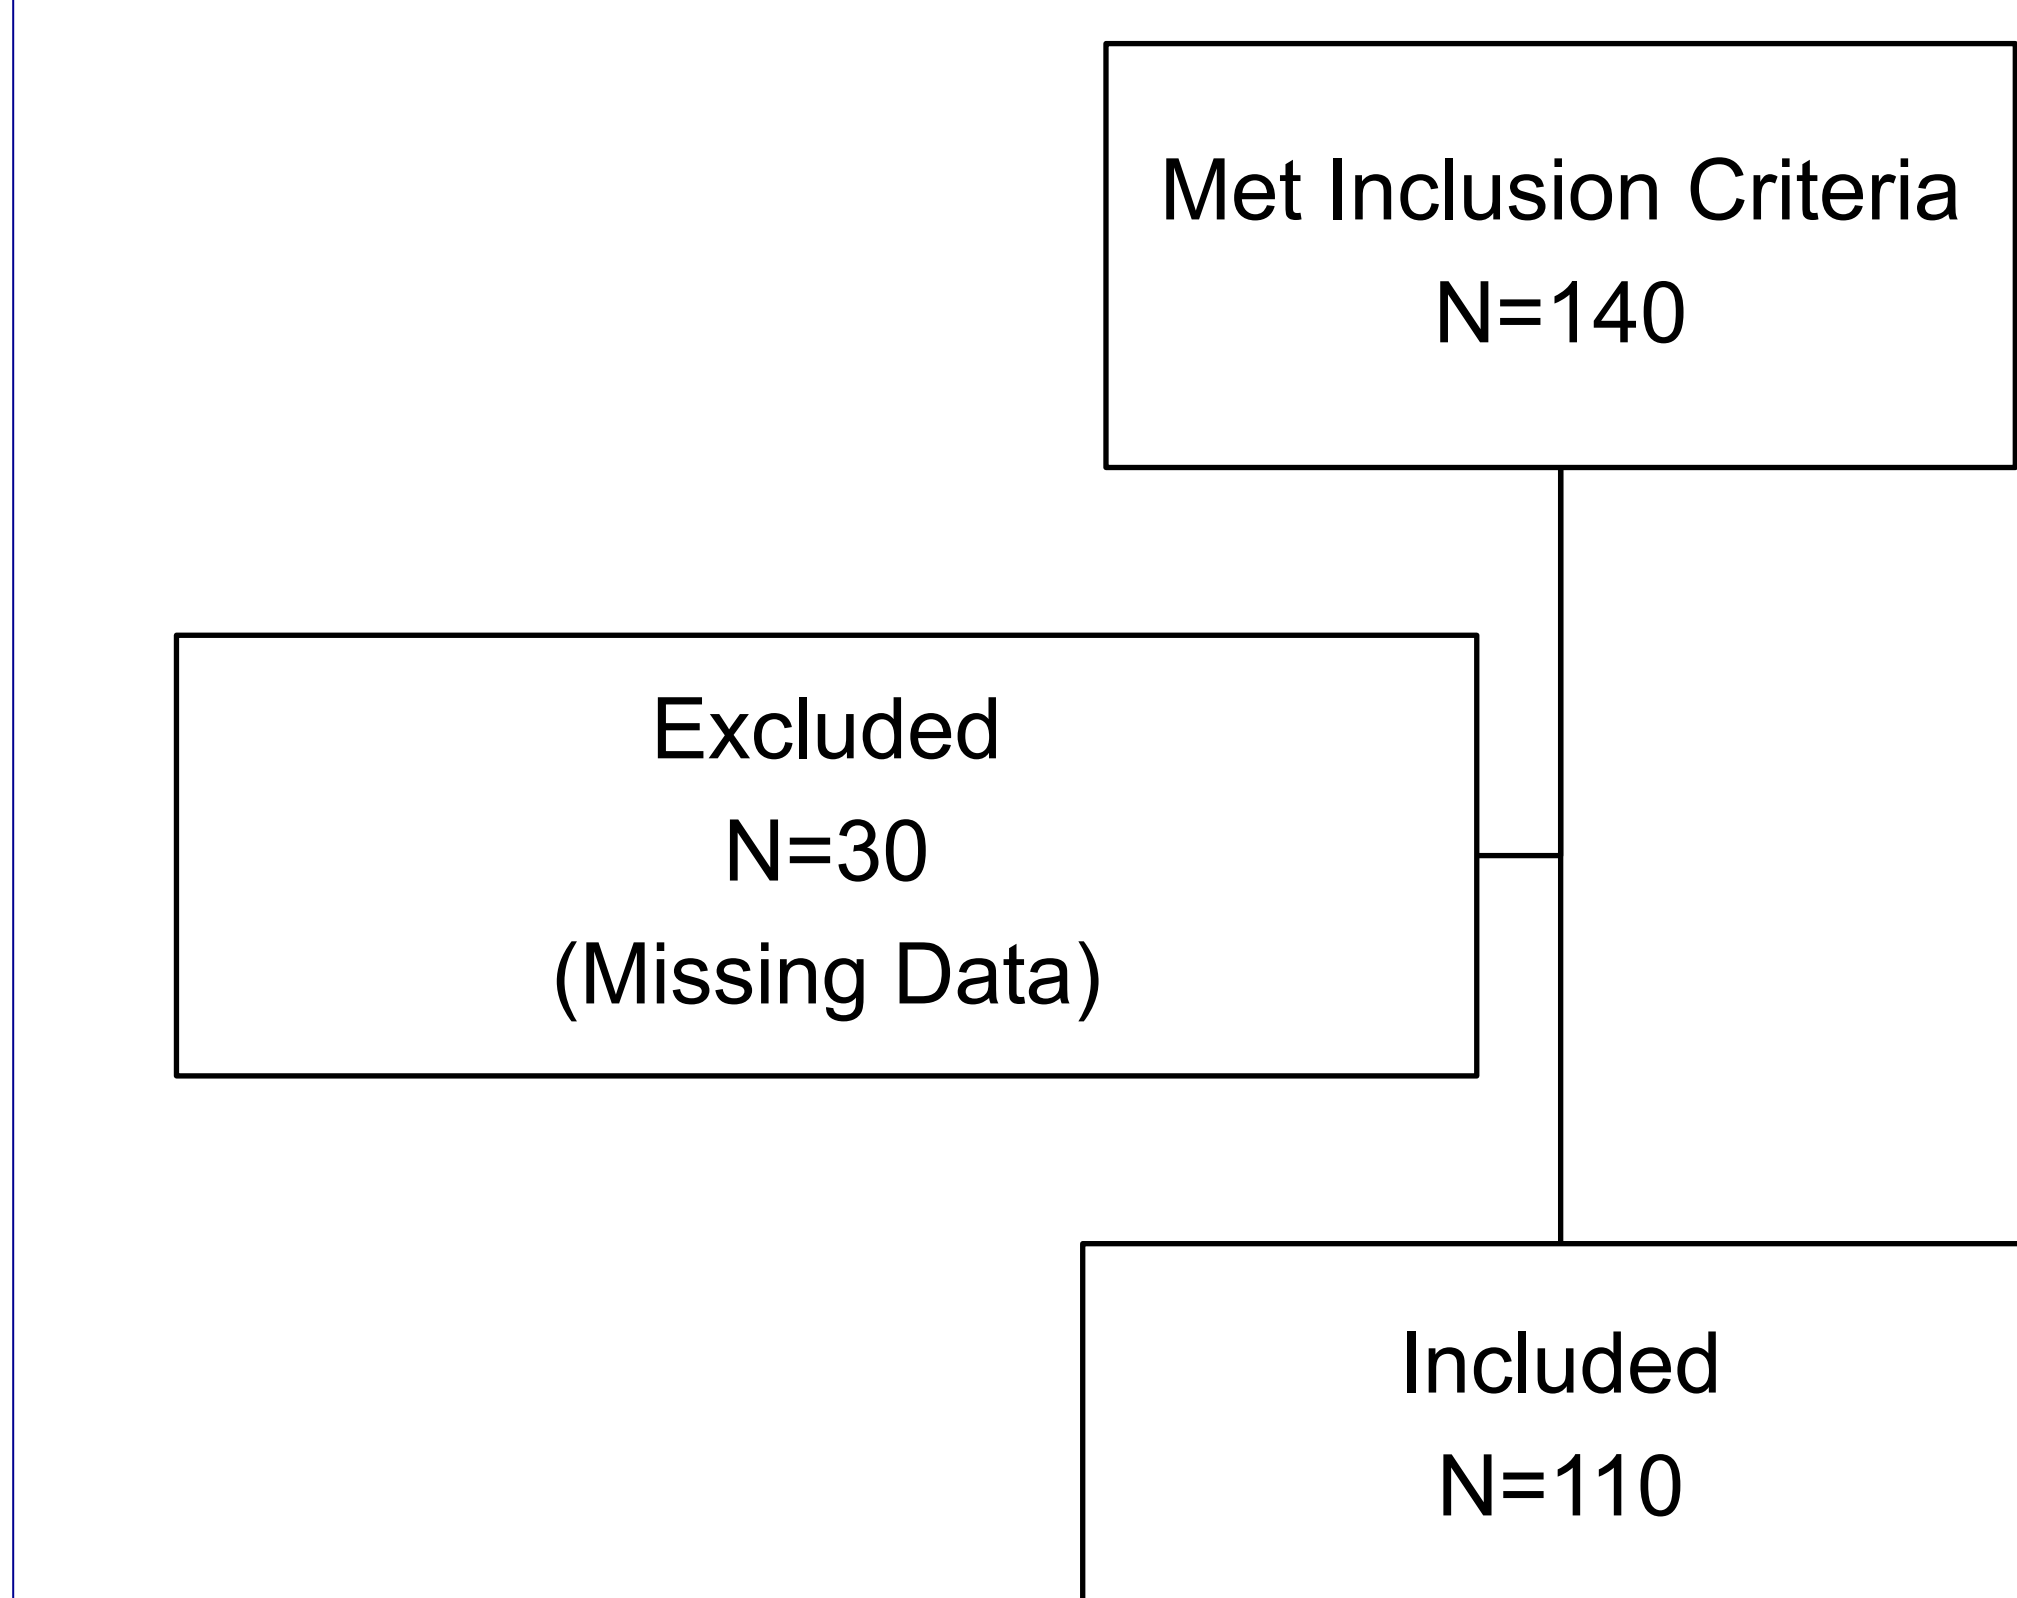 Met Inclusion Criteria
N=140
Excluded
N=30
(Missing Data)
Included
N=110